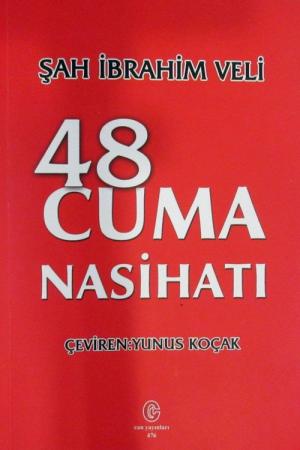 ŞAH İBRAHİM VELİ
48
CUMA
NASİHATI
ÇEVİREN:YUNUS KOÇAK
can yayınları
476